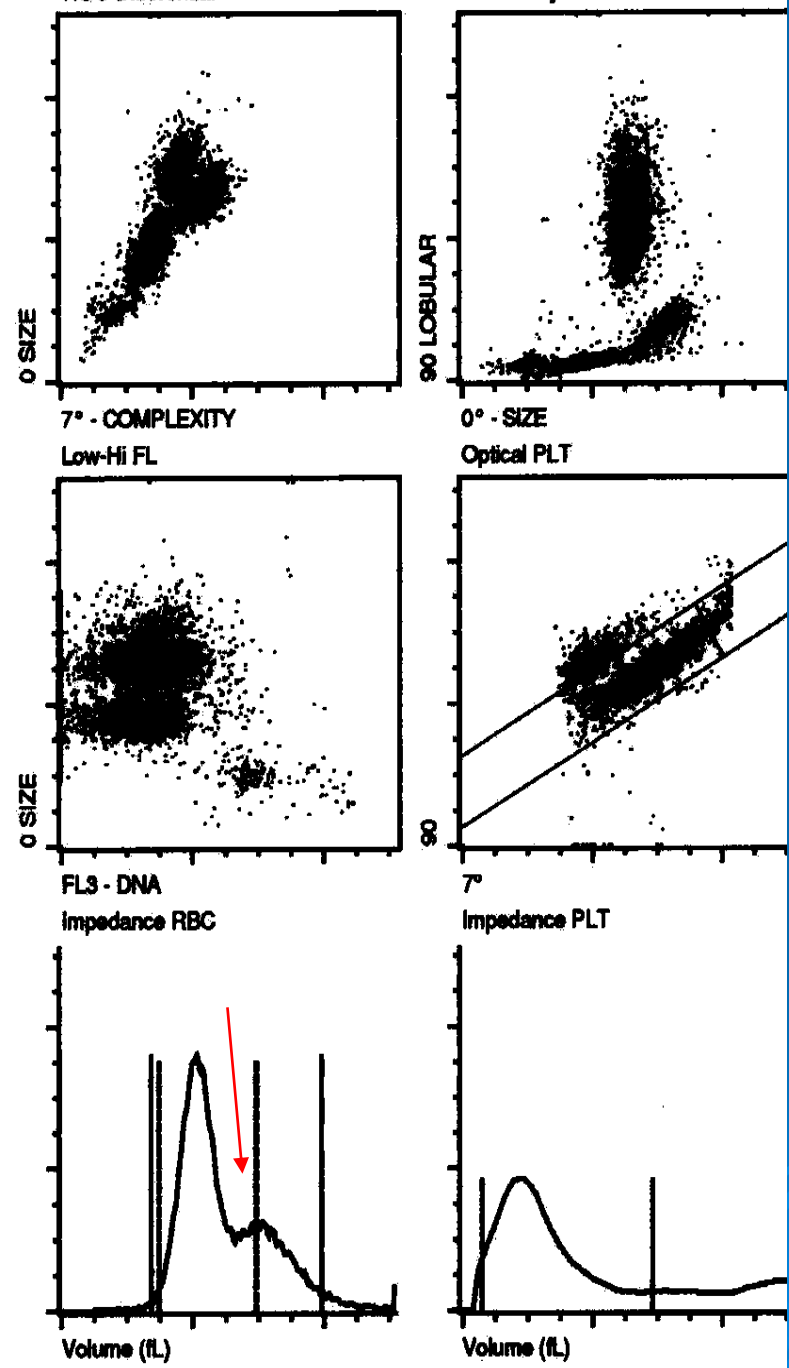 0 SIZE
90 LOBULAR
7° - COMPLEXITY
0° - SIZE
Low-Hi FL
Optical PLT
0 SIZE
90
FL3 - DNA
7°
Impedance RBC
Impedance PLT
Volume (fL)
Volume (fL)